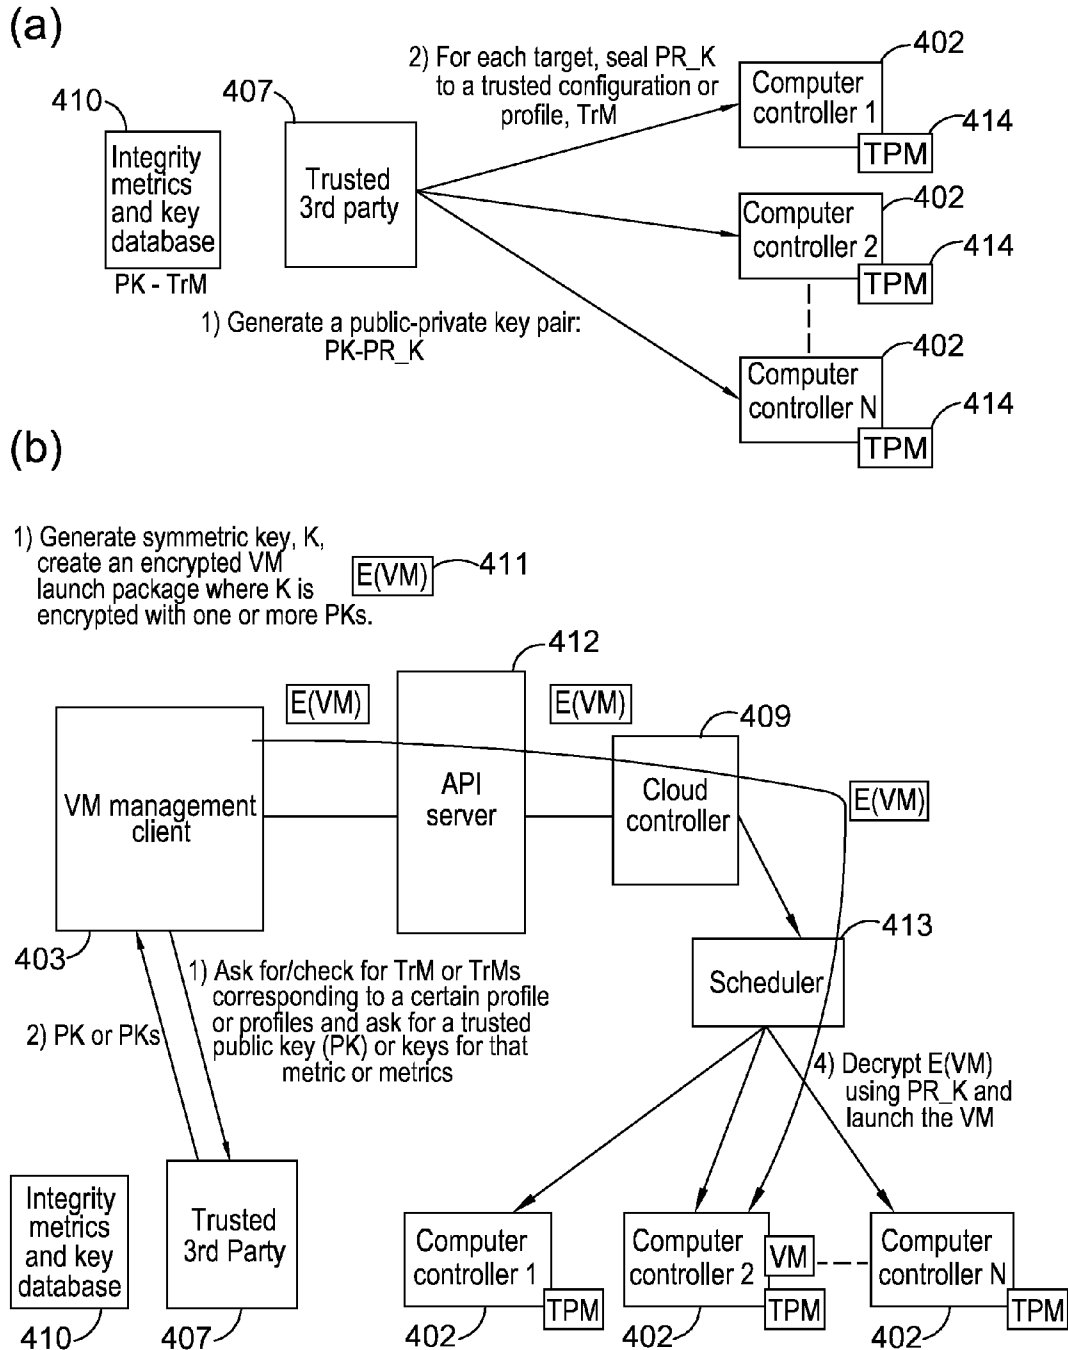 (a)
410
407
2) For each target, seal PR_K
to a trusted configuration or
profile, TrM
402
Computer
controller 1
414
TPM
Integrity
metrics
and key
database
PK - TrM
Trusted
3rd party
402
Computer
controller 2
414
TPM
1) Generate a public-private key pair:
PK-PR_K
402
Computer
controller N
414
TPM
(b)
1) Generate symmetric key, K,
create an encrypted VM
launch package where K is
encrypted with one or more PKs.
E(VM)
411
412
E(VM)
E(VM)
409
VM management
client
API
server
Cloud
controller
E(VM)
403
413
Scheduler
1) Ask for/check for TrM or TrMs
corresponding to a certain profile
or profiles and ask for a trusted
public key (PK) or keys for that
metric or metrics
2) PK or PKs
4) Decrypt E(VM)
using PR_K and
launch the VM
Integrity
metrics
and key
database
410
Trusted
3rd Party
407
Computer
controller 1
TPM
402
Computer
controller 2
VM
TPM
402
Computer
controller N
TPM
402